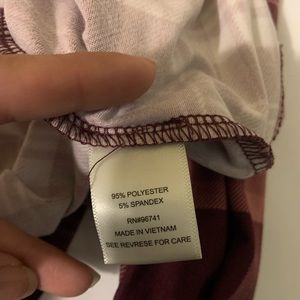 95% POLYESTER
5% SPANDEX
RN#96741
MADE IN VIETNAM
SEE REVRESE FOR CARE